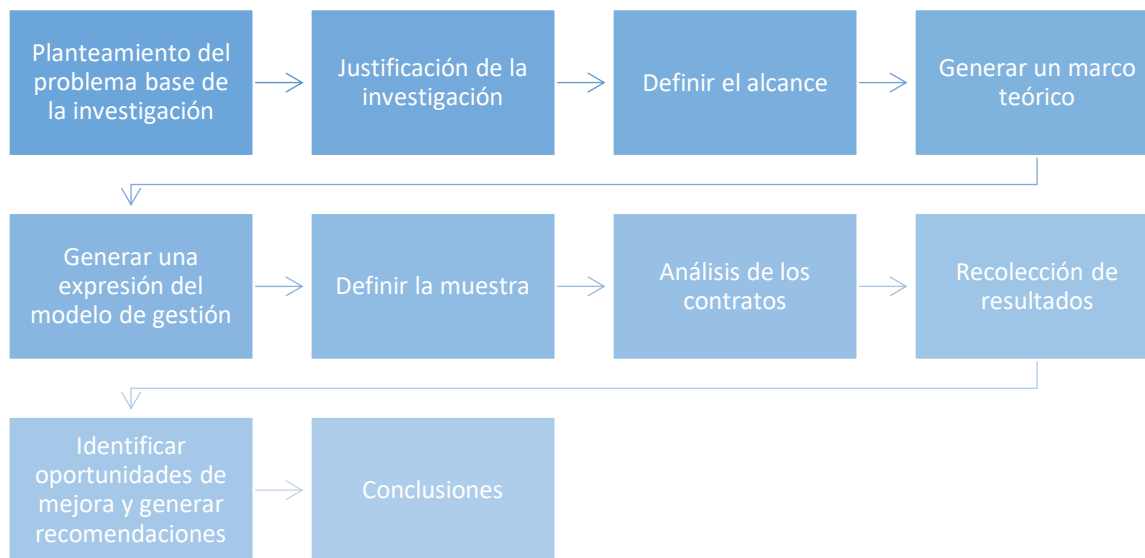 Planteamiento del
problema base de
la investigación
Justificación de la
investigación
Definir el alcance
Generar un marco
teórico
Generar una
expresión del
modelo de gestión
Definir la muestra
Análisis de los
contratos
Recolección de
resultados
Identificar
oportunidades de
mejora y generar
recomendaciones
Conclusiones